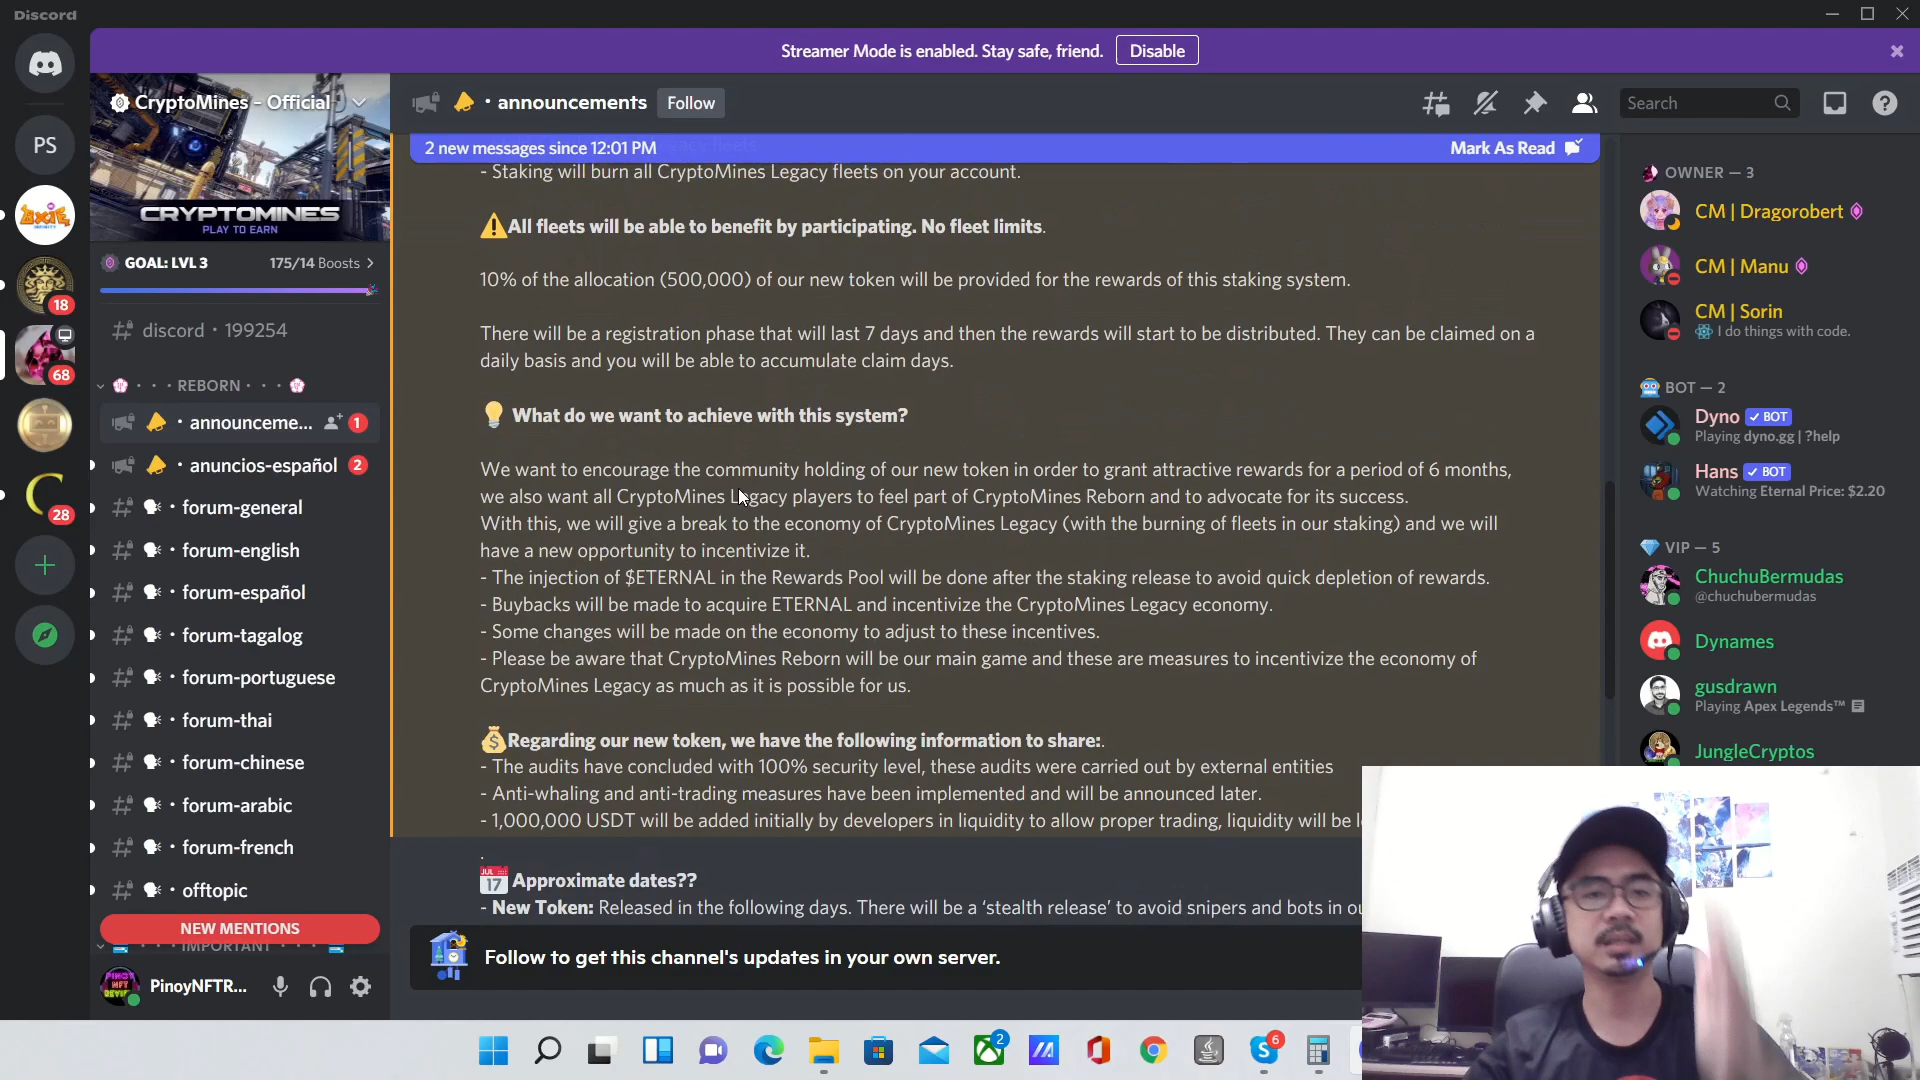 Discord
Streamer Mode is enabled. Stay safe, friend.
Disable
PS
AXIE
18
68
28
CryptoMines - Official
CRYPTOMINES
PLAY TO EARN
GOAL: LVL 3
175/14 Boosts
discord • 199254
REBORN
announceme...
1
anuncios-español
2
forum-general
forum-english
forum-español
forum-tagalog
forum-portuguese
forum-thai
forum-chinese
forum-arabic
forum-french
offtopic
NEW MENTIONS
IMPORTANT
PinoyNFTR...
• announcements
Follow
Search
2 new messages since 12:01 PM
Mark As Read
- Staking will burn all CryptoMines Legacy fleets on your account.
All fleets will be able to benefit by participating. No fleet limits.
10% of the allocation (500,000) of our new token will be provided for the rewards of this staking system.
There will be a registration phase that will last 7 days and then the rewards will start to be distributed. They can be claimed on a
daily basis and you will be able to accumulate claim days.
What do we want to achieve with this system?
We want to encourage the community holding of our new token in order to grant attractive rewards for a period of 6 months,
we also want all CryptoMines Legacy players to feel part of CryptoMines Reborn and to advocate for its success.
With this, we will give a break to the economy of CryptoMines Legacy (with the burning of fleets in our staking) and we will
have a new opportunity to incentivize it.
- The injection of $ETERNAL in the Rewards Pool will be done after the staking release to avoid quick depletion of rewards.
- Buybacks will be made to acquire ETERNAL and incentivize the CryptoMines Legacy economy.
- Some changes will be made on the economy to adjust to these incentives.
- Please be aware that CryptoMines Reborn will be our main game and these are measures to incentivize the economy of
CryptoMines Legacy as much as it is possible for us.
Regarding our new token, we have the following information to share:.
- The audits have concluded with 100% security level, these audits were carried out by external entities
- Anti-whaling and anti-trading measures have been implemented and will be announced later.
- 1,000,000 USDT will be added initially by developers in liquidity to allow proper trading, liquidity will be
.
JUL 17 Approximate dates??
- New Token: Released in the following days. There will be a ‘stealth release’ to avoid snipers and bots in
Follow to get this channel's updates in your own server.
OWNER — 3
CM | Dragorobert
CM | Manu
CM | Sorin
I do things with code.
BOT — 2
Dyno ✓ BOT
Playing dyno.gg | ?help
Hans ✓ BOT
Watching Eternal Price: $2.20
VIP — 5
ChuchuBermudas
@chuchubermudas
Dynames
gusdrawn
Playing Apex Legends™
JungleCryptos
2
6